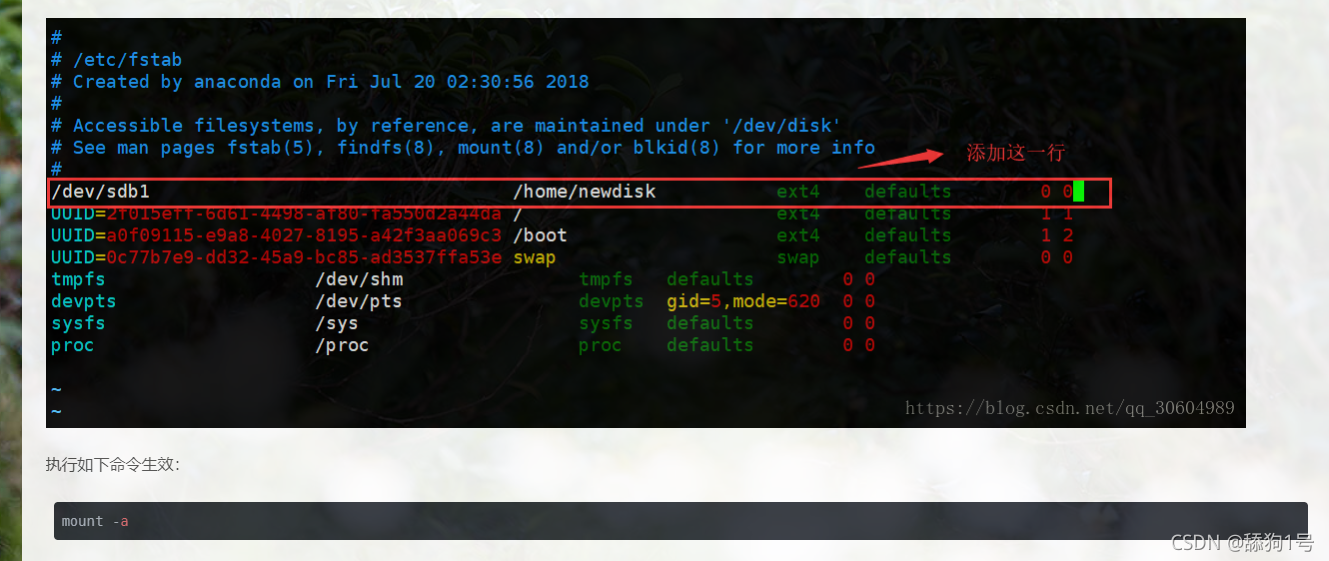 #
# /etc/fstab
# Created by anaconda on Fri Jul 20 02:30:56 2018
#
# Accessible filesystems, by reference, are maintained under '/dev/disk'
# See man pages fstab(5), findfs(8), mount(8) and/or blkid(8) for more info
#
添加这一行
/dev/sdb1 /home/newdisk ext4 defaults 0 0
UUID=2f015eff-6d61-4498-af80-fa550d2a44da / ext4 defaults 1 1
UUID=a0f09115-e9a8-4027-8195-a42f3aa069c3 /boot ext4 defaults 1 2
UUID=0c77b7e9-dd32-45a9-bc85-ad3537ffa53e swap swap defaults 0 0
tmpfs /dev/shm tmpfs defaults 0 0
devpts /dev/pts devpts gid=5,mode=620 0 0
sysfs /sys sysfs defaults 0 0
proc /proc proc defaults 0 0
~
~
https://blog.csdn.net/qq_30604989
执行如下命令生效：
mount -a
CSDN @舔狗1号